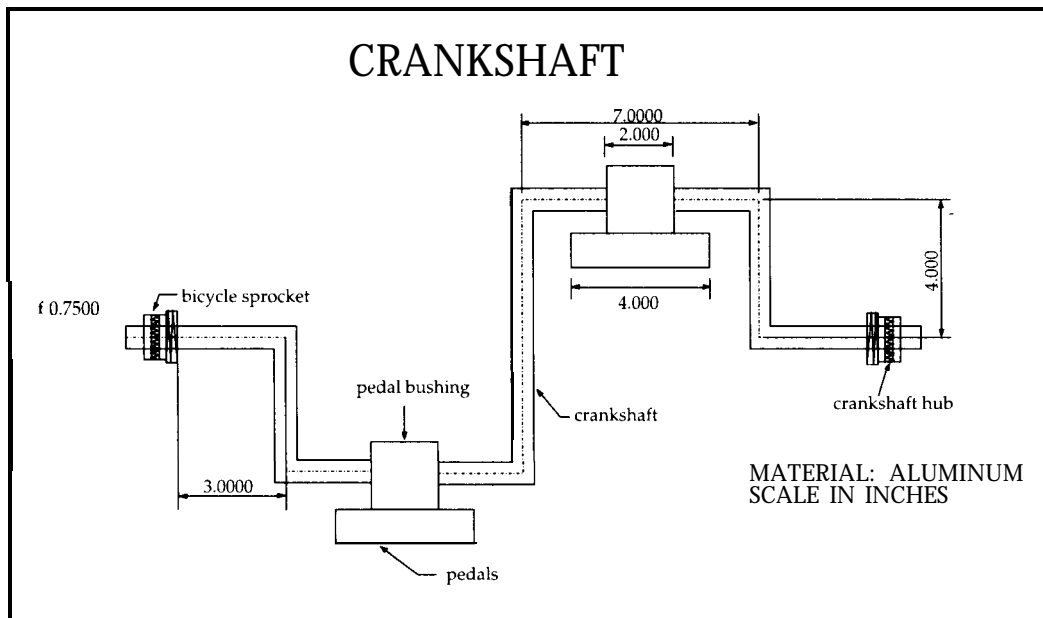 CRANKSHAFT
7.0000
2.000
4.000
4.000
bicycle sprocket
f 0.7500
pedal bushing
crankshaft
crankshaft hub
3.0000
MATERIAL: ALUMINUM
SCALE IN INCHES
pedals